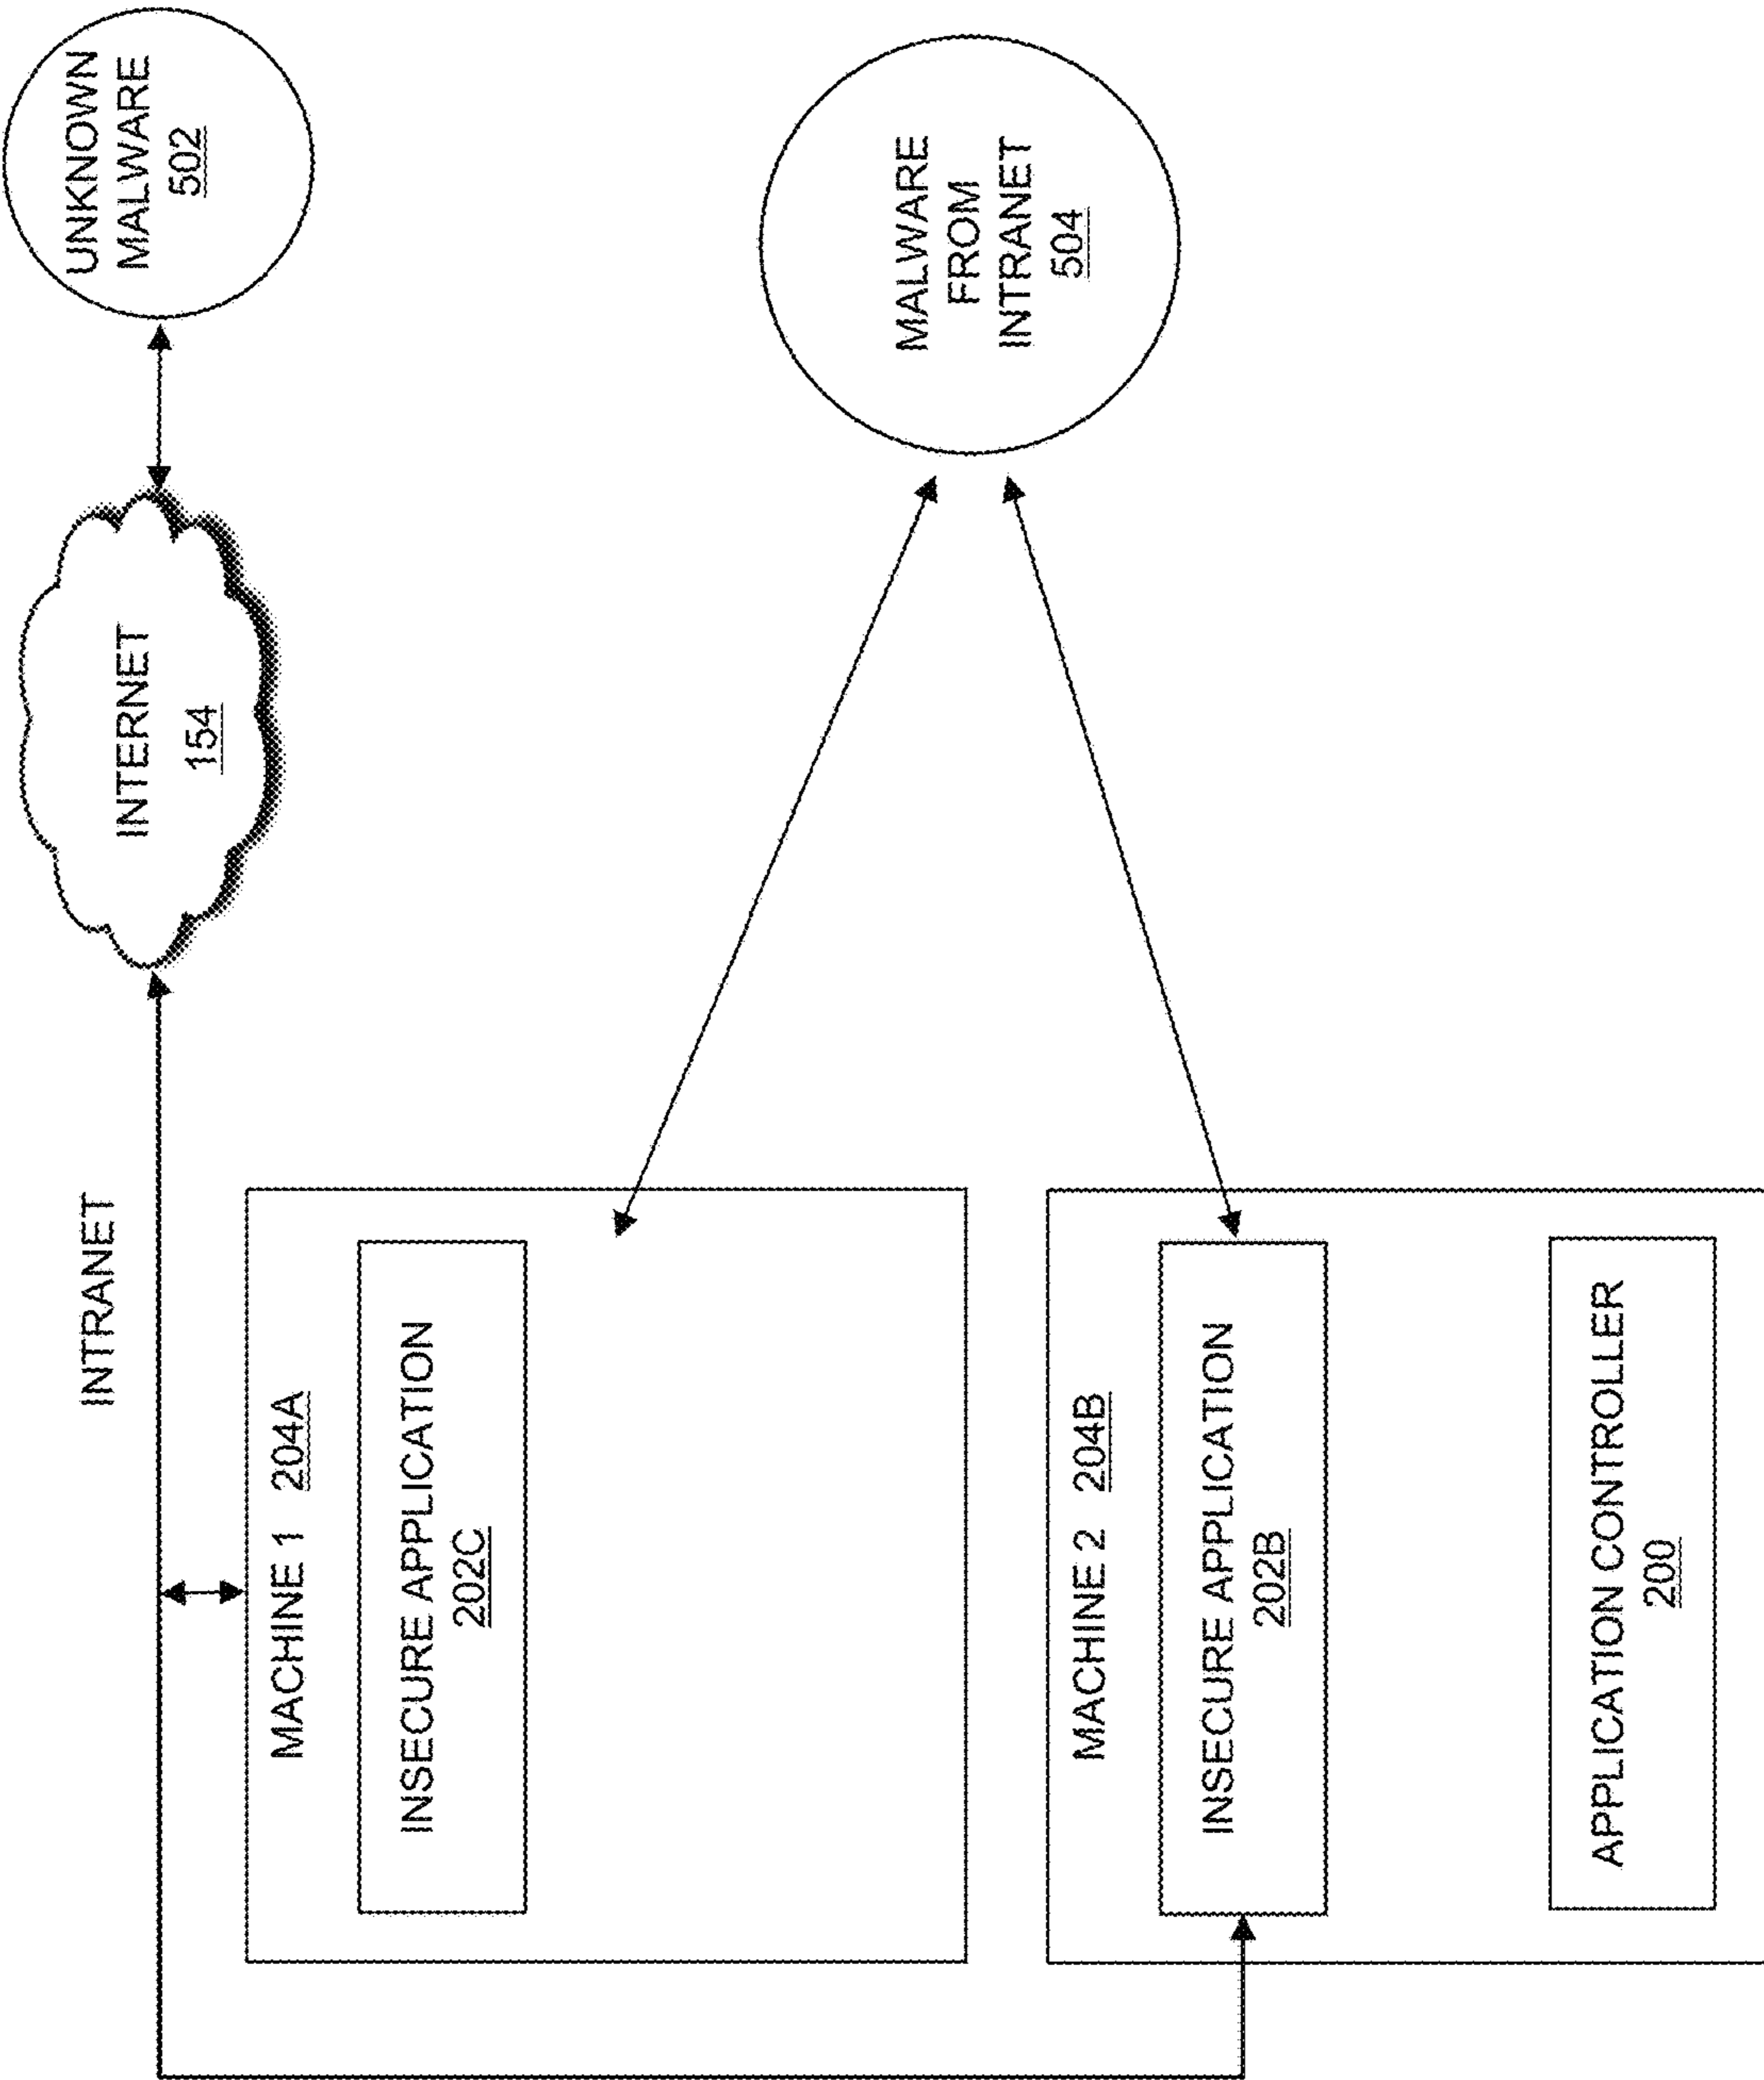 INTRANET
INTERNET
154
UNKNOWN
MALWARE
502
MACHINE 1 204A
INSECURE APPLICATION
202C
MALWARE
FROM
INTRANET
504
MACHINE 2 204B
INSECURE APPLICATION
202B
APPLICATION CONTROLLER
200